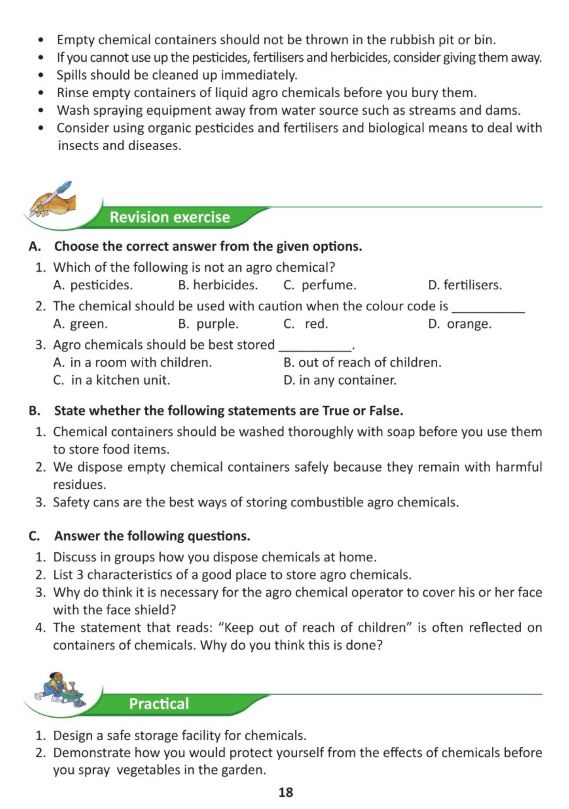 • Empty chemical containers should not be thrown in the rubbish pit or bin.
• If you cannot use up the pesticides, fertilisers and herbicides, consider giving them away.
• Spills should be cleaned up immediately.
• Rinse empty containers of liquid agro chemicals before you bury them.
• Wash spraying equipment away from water source such as streams and dams.
• Consider using organic pesticides and fertilisers and biological means to deal with
insects and diseases.
Revision exercise
A. Choose the correct answer from the given options.
1. Which of the following is not an agro chemical?
A. pesticides. B. herbicides. C. perfume. D. fertilisers.
2. The chemical should be used with caution when the colour code is __________
A. green. B. purple. C. red. D. orange.
3. Agro chemicals should be best stored __________.
A. in a room with children. B. out of reach of children.
C. in a kitchen unit. D. in any container.
B. State whether the following statements are True or False.
1. Chemical containers should be washed thoroughly with soap before you use them
to store food items.
2. We dispose empty chemical containers safely because they remain with harmful
residues.
3. Safety cans are the best ways of storing combustible agro chemicals.
C. Answer the following questions.
1. Discuss in groups how you dispose chemicals at home.
2. List 3 characteristics of a good place to store agro chemicals.
3. Why do think it is necessary for the agro chemical operator to cover his or her face
with the face shield?
4. The statement that reads: “Keep out of reach of children” is often reflected on
containers of chemicals. Why do you think this is done?
Practical
1. Design a safe storage facility for chemicals.
2. Demonstrate how you would protect yourself from the effects of chemicals before
you spray vegetables in the garden.
18